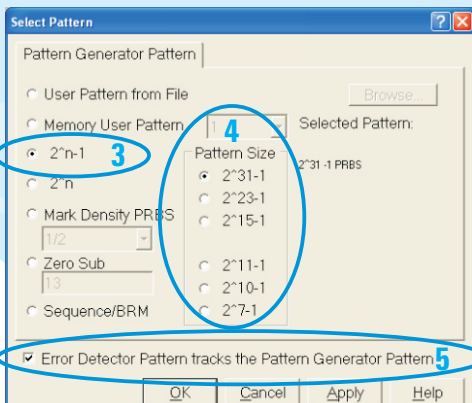 Select Pattern
Pattern Generator Pattern
User Pattern from File
Browse...
Memory User Pattern
1
4
Selected Pattern:
2^n-1
3
Pattern Size
2^31 -1 PRBS
2^31-1
2^n
2^23-1
Mark Density PRBS
2^15-1
1/2
Zero Sub
2^11-1
13
2^10-1
Sequence/BRM
2^7-1
Error Detector Pattern tracks the Pattern Generator Pattern
5
OK
Cancel
Apply
Help